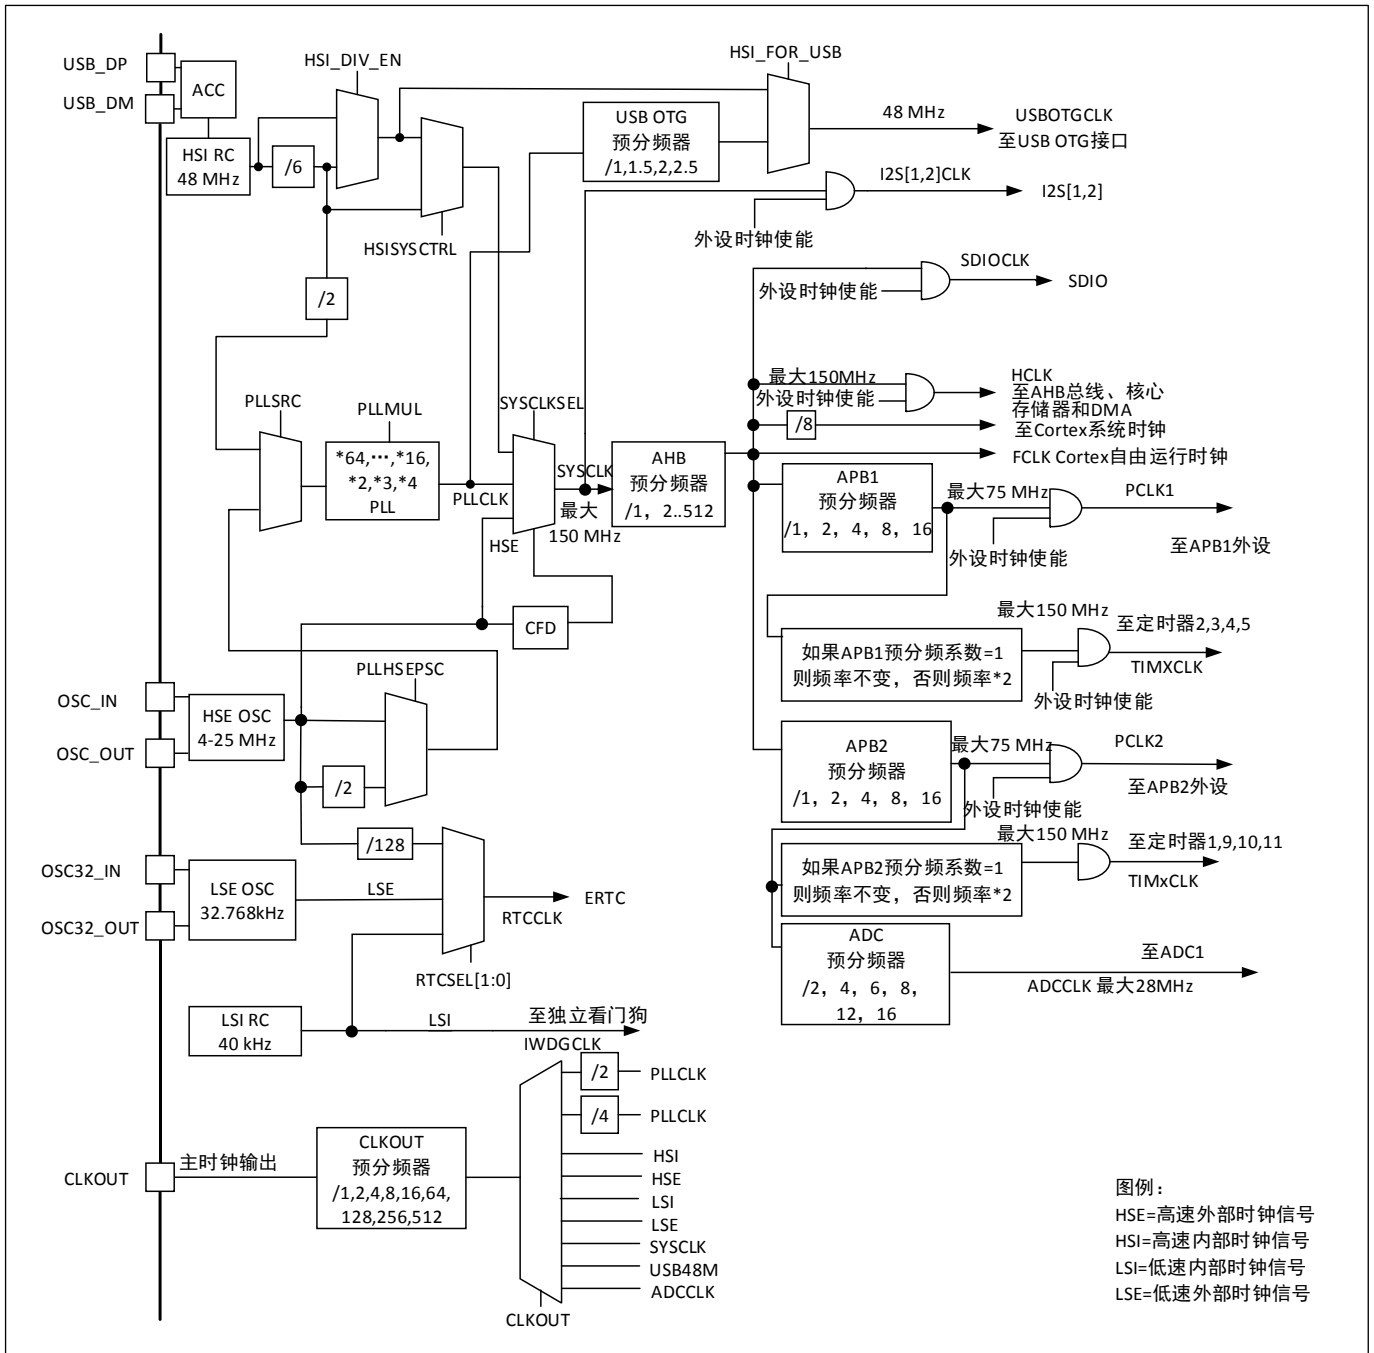 USB_DP
USB_DM
ACC
HSI RC
48 MHz
/6
HSI_DIV_EN
HSISYSCTRL
/2
USB OTG
预分频器
/1,1.5,2,2.5
HSI_FOR_USB
48 MHz
USBOTGCLK
至USB OTG接口
I2S[1,2]CLK
I2S[1,2]
外设时钟使能
SDIOCLK
SDIO
外设时钟使能
最大150MHz
外设时钟使能
HCLK
至AHB总线、核心
存储器和DMA
/8
至Cortex系统时钟
FCLK Cortex自由运行时钟
PLLSRC
PLLMUL
*64,…,*16,
*2,*3,*4
PLL
PLLCLK
SYSCLKSEL
HSE
SYSCLK
最大
150 MHz
AHB
预分频器
/1，2..512
CFD
APB1
预分频器
/1，2，4，8，16
最大75 MHz
外设时钟使能
PCLK1
至APB1外设
如果APB1预分频系数=1
则频率不变，否则频率*2
最大150 MHz
外设时钟使能
至定时器2,3,4,5
TIMXCLK
APB2
预分频器
/1，2，4，8，16
最大75 MHz
外设时钟使能
PCLK2
至APB2外设
如果APB2预分频系数=1
则频率不变，否则频率*2
最大150 MHz
至定时器1,9,10,11
TIMxCLK
ADC
预分频器
/2，4，6，8，
12，16
至ADC1
ADCCLK 最大28MHz
OSC_IN
OSC_OUT
HSE OSC
4-25 MHz
PLLHSEPSC
/2
/128
OSC32_IN
OSC32_OUT
LSE OSC
32.768kHz
LSE
RTCCLK
ERTC
RTCSEL[1:0]
LSI RC
40 kHz
LSI
至独立看门狗
IWDGCLK
/2
PLLCLK
/4
PLLCLK
HSI
HSE
LSI
LSE
SYSCLK
USB48M
ADCCLK
CLKOUT
CLKOUT
主时钟输出
CLKOUT
预分频器
/1,2,4,8,16,64,
128,256,512
图例：
HSE=高速外部时钟信号
HSI=高速内部时钟信号
LSI=低速内部时钟信号
LSE=低速外部时钟信号